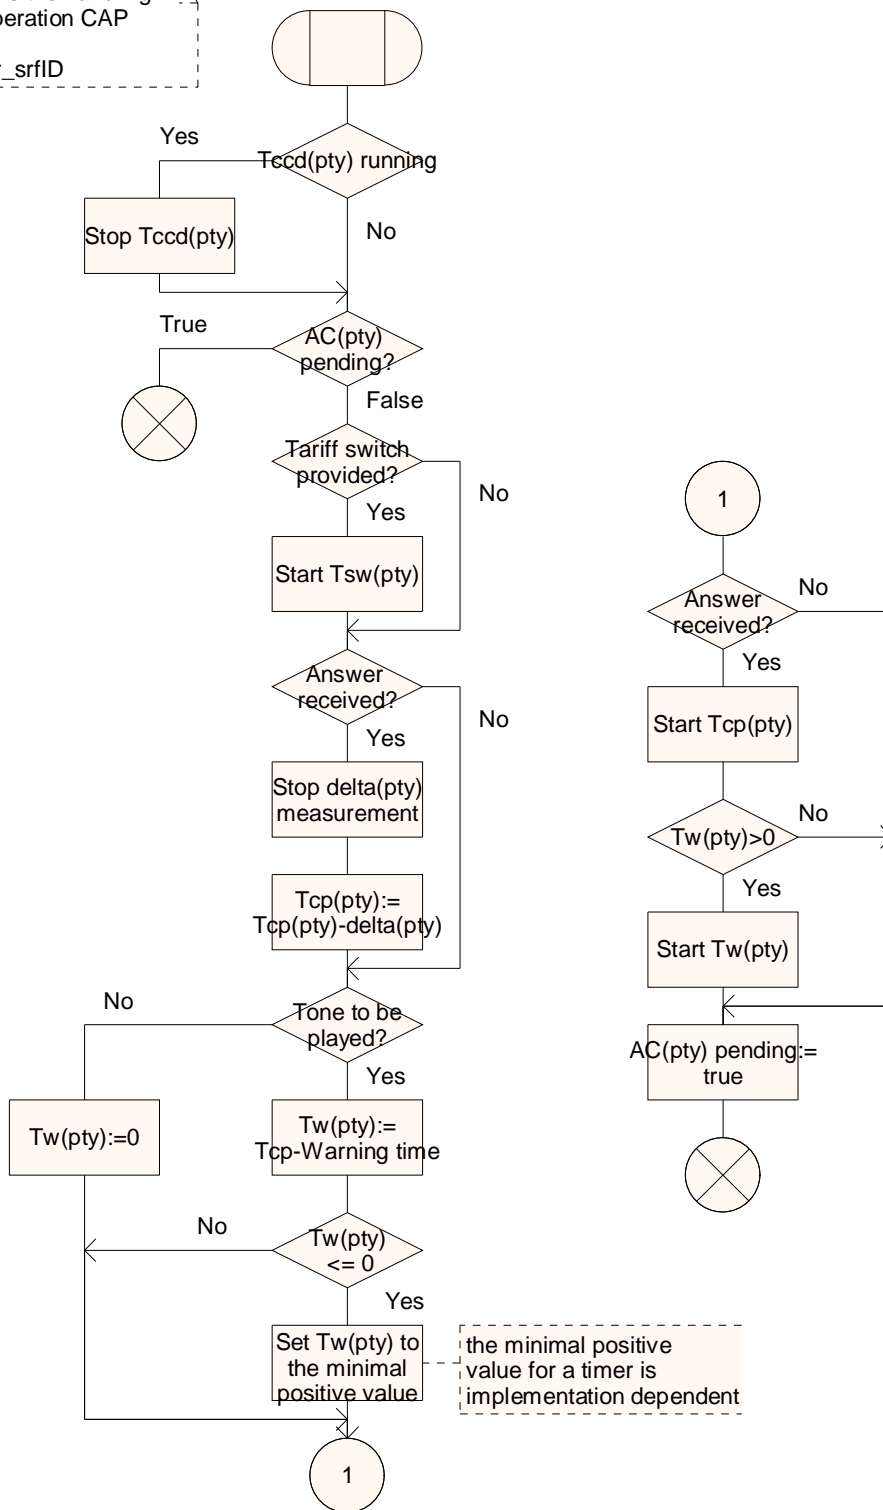 peration CAP
_srfID
Yes
Tccd(pty) running
Stop Tccd(pty)
No
True
AC(pty)
pending?
False
Tariff switch
provided?
No
Yes
Start Tsw(pty)
Answer
received?
No
Yes
Stop delta(pty)
measurement
Tcp(pty):=
Tcp(pty)-delta(pty)
No
Tone to be
played?
Yes
Tw(pty):=0
Tw(pty):=
Tcp-Warning time
No
Tw(pty)
<= 0
Yes
Set Tw(pty) to
the minimal
positive value
the minimal positive
value for a timer is
implementation dependent
1
1
Answer
received?
No
Yes
Start Tcp(pty)
Tw(pty)>0
No
Yes
Start Tw(pty)
AC(pty) pending:=
true